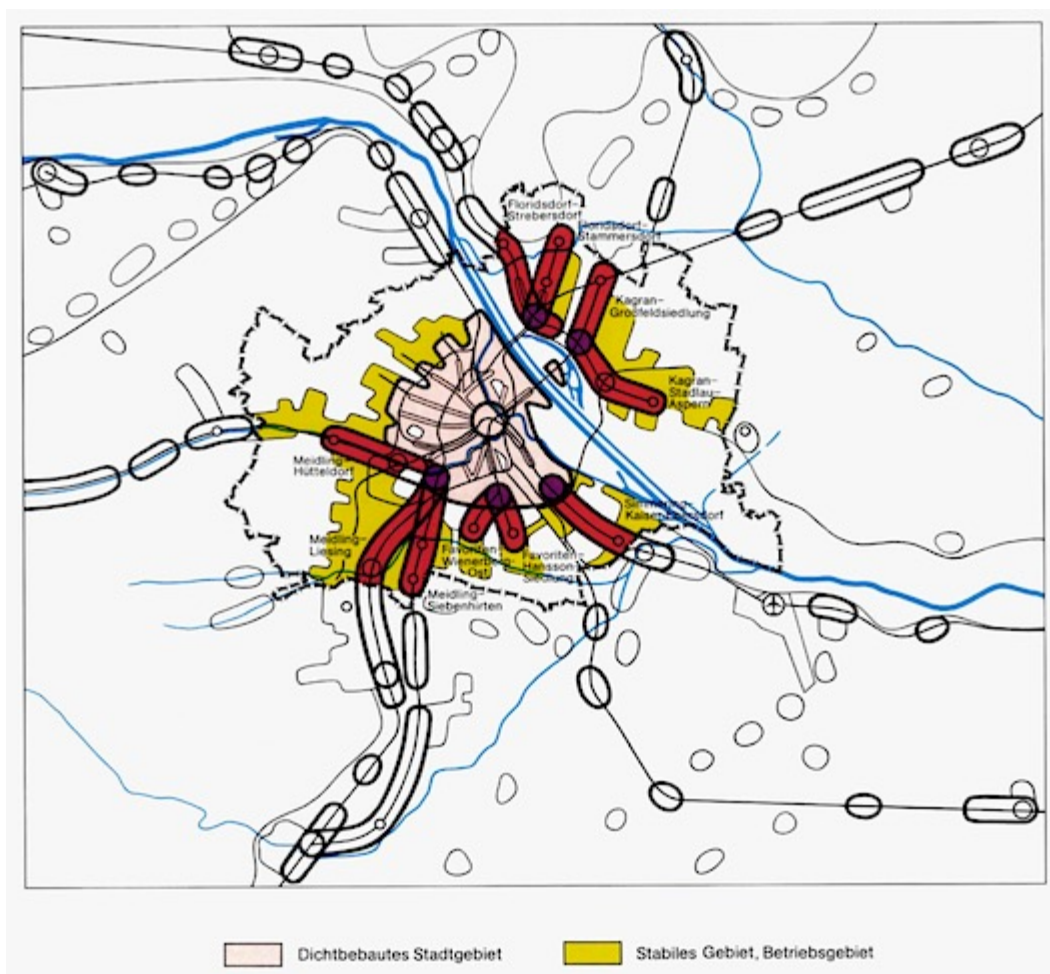 Floridsdorf-
Strebersdorf
Floridsdorf-
Stammersdorf
Kagran-
Großfeldsiedlung
Kagran-
Stadlau-
Aspern
Meidling-
Hütteldorf
Simmering-
Kaiserebersdorf
Meidling-
Liesing
Favoriten-
Wienerberg-
Ost
Favoriten-
Hansson-
Siedlung
Meidling-
Siebenhirten
Dichtbebautes Stadtgebiet
Stabiles Gebiet, Betriebsgebiet